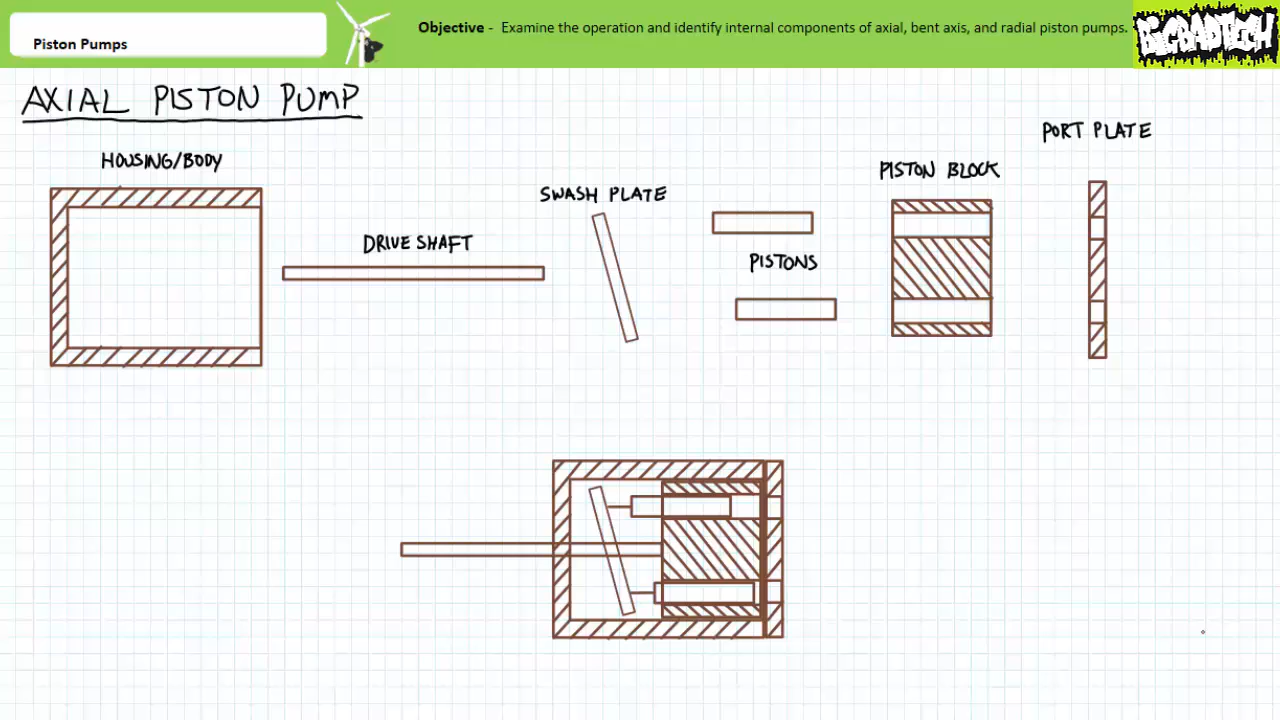 Piston Pumps
Objective - Examine the operation and identify internal components of axial, bent axis, and radial piston pumps.
BIGBADTECH
AXIAL PISTON PUMP
HOUSING/BODY
DRIVE SHAFT
SWASH PLATE
PISTONS
PISTON BLOCK
PORT PLATE